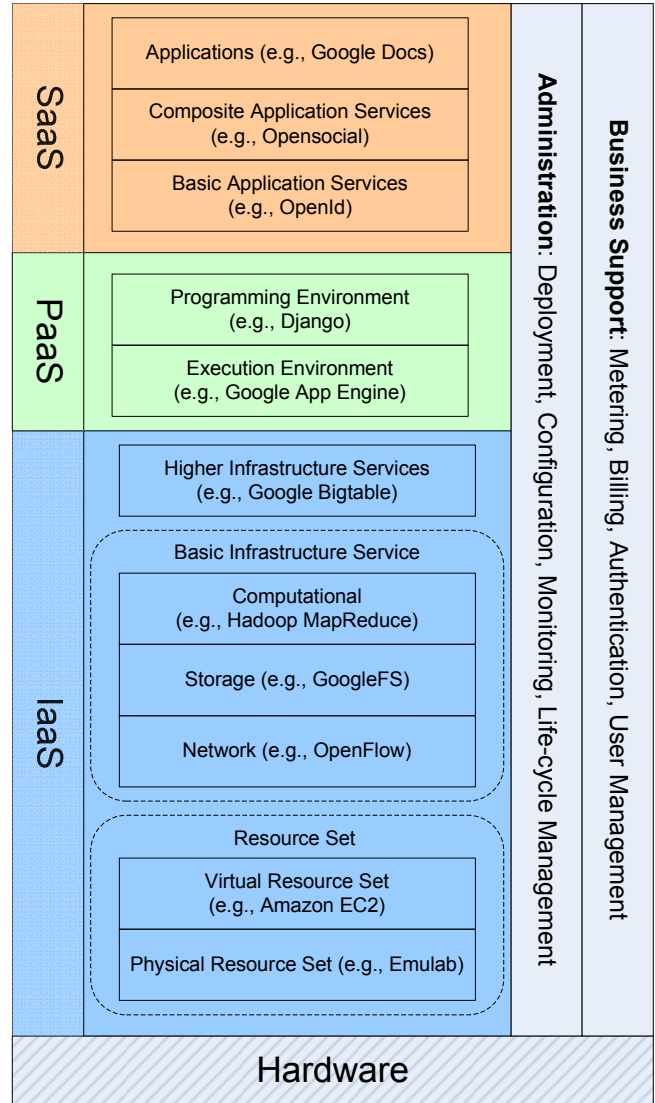 SaaS
Applications (e.g., Google Docs)
Composite Application Services
(e.g., Opensocial)
Basic Application Services
(e.g., OpenId)
PaaS
Programming Environment
(e.g., Django)
Execution Environment
(e.g., Google App Engine)
IaaS
Higher Infrastructure Services
(e.g., Google Bigtable)
Basic Infrastructure Service
Computational
(e.g., Hadoop MapReduce)
Storage (e.g., GoogleFS)
Network (e.g., OpenFlow)
Resource Set
Virtual Resource Set
(e.g., Amazon EC2)
Physical Resource Set (e.g., Emulab)
Administration: Deployment, Configuration, Monitoring, Life-cycle Management
Business Support: Metering, Billing, Authentication, User Management
Hardware